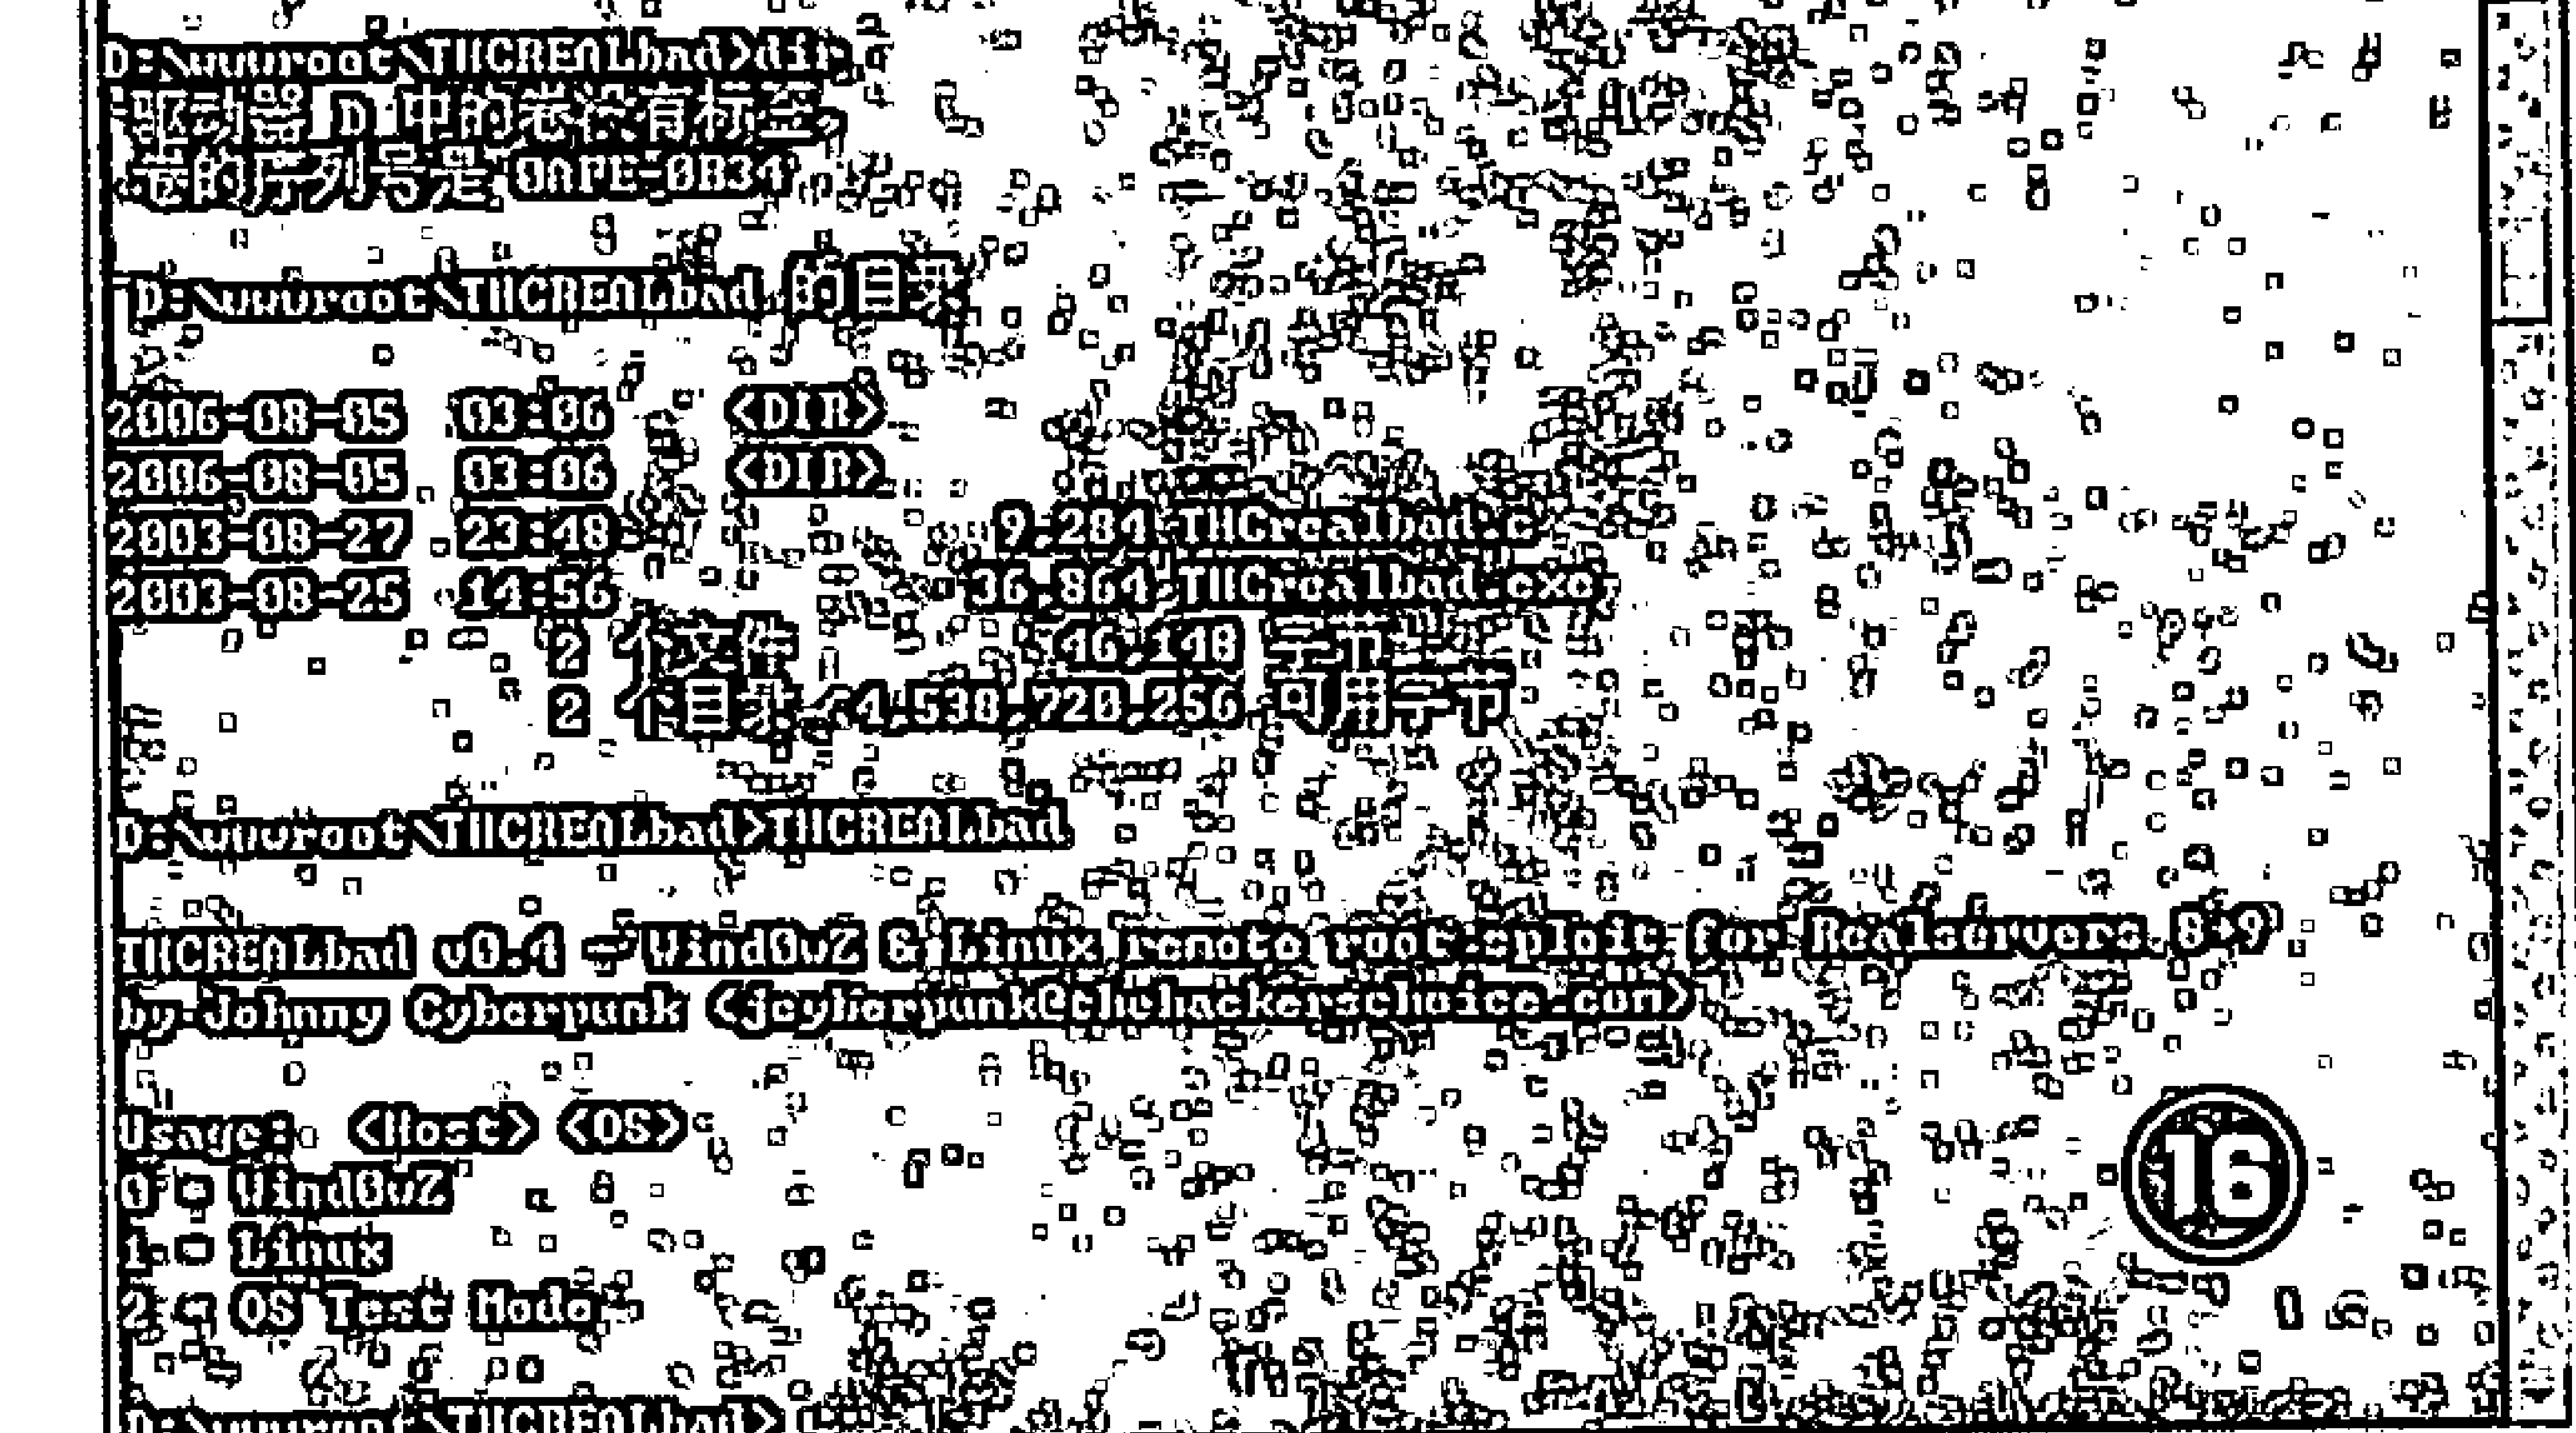 D:\wwwroot\THCREALbad>dir
驱动器 D 中的卷没有标签。
卷的序列号是 0AFE-0834
D:\wwwroot\THCREALbad 的目录
2006-08-05 03:06 <DIR>
2006-08-05 03:06 <DIR>
2003-08-27 23:48 9,284 THCrealbad.c
2003-08-25 14:56 36,864 THCrealbad.exe
2 个文件 46,148 字节
2 个目录 4,530,720,256 可用字节
D:\wwwroot\THCREALbad>THCREALbad
THCREALbad v0.4 - Wind0wZ & Linux remote root sploit for Realservers 8+9
by Johnny Cyberpunk <jcyberpunk@thehackerschoice.com>
Usage: <Host> <OS>
0 = Wind0wZ
1 = Linux
2 = OS Test Mode
D:\wwwroot\THCREALbad>
16